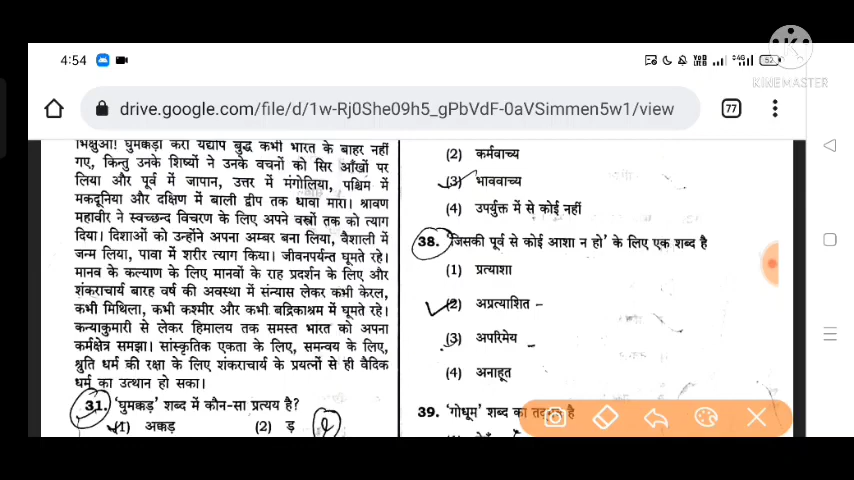 4:54
KINEMASTER
drive.google.com/file/d/1w-Rj0She09h5_gPbVdF-0aVSimmen5w1/view
77
भिक्षुओ! घुमक्कड़ी करो यद्यपि बुद्ध कभी भारत के बाहर नहीं
गए, किन्तु उनके शिष्यों ने उनके वचनों को सिर आँखों पर
लिया और पूर्व में जापान, उत्तर में मंगोलिया, पश्चिम में
मकदूनिया और दक्षिण में बाली द्वीप तक धावा मारा। श्रावण
महावीर ने स्वच्छन्द विचरण के लिए अपने वस्त्रों तक को त्याग
दिया। दिशाओं को उन्होंने अपना अम्बर बना लिया, वैशाली में
जन्म लिया, पावा में शरीर त्याग किया। जीवनपर्यन्त घूमते रहे।
मानव के कल्याण के लिए मानवों के राह प्रदर्शन के लिए और
शंकराचार्य बारह वर्ष की अवस्था में संन्यास लेकर कभी केरल,
कभी मिथिला, कभी कश्मीर और कभी बद्रिकाश्रम में घूमते रहे।
कन्याकुमारी से लेकर हिमालय तक समस्त भारत को अपना
कर्मक्षेत्र समझा। सांस्कृतिक एकता के लिए, समन्वय के लिए,
श्रुति धर्म की रक्षा के लिए शंकराचार्य के प्रयत्नों से ही वैदिक
धर्म का उत्थान हो सका।
31. 'घुमक्कड़' शब्द में कौन-सा प्रत्यय है?
(1) अक्कड़ (2) ड़
(2) कर्मवाच्य
(3) भाववाच्य
(4) उपर्युक्त में से कोई नहीं
38. 'जिसकी पूर्व से कोई आशा न हो' के लिए एक शब्द है
(1) प्रत्याशा
(2) अप्रत्याशित
(3) अपरिमेय
(4) अनाहूत
39. 'गोधूम' शब्द का तद्भव है